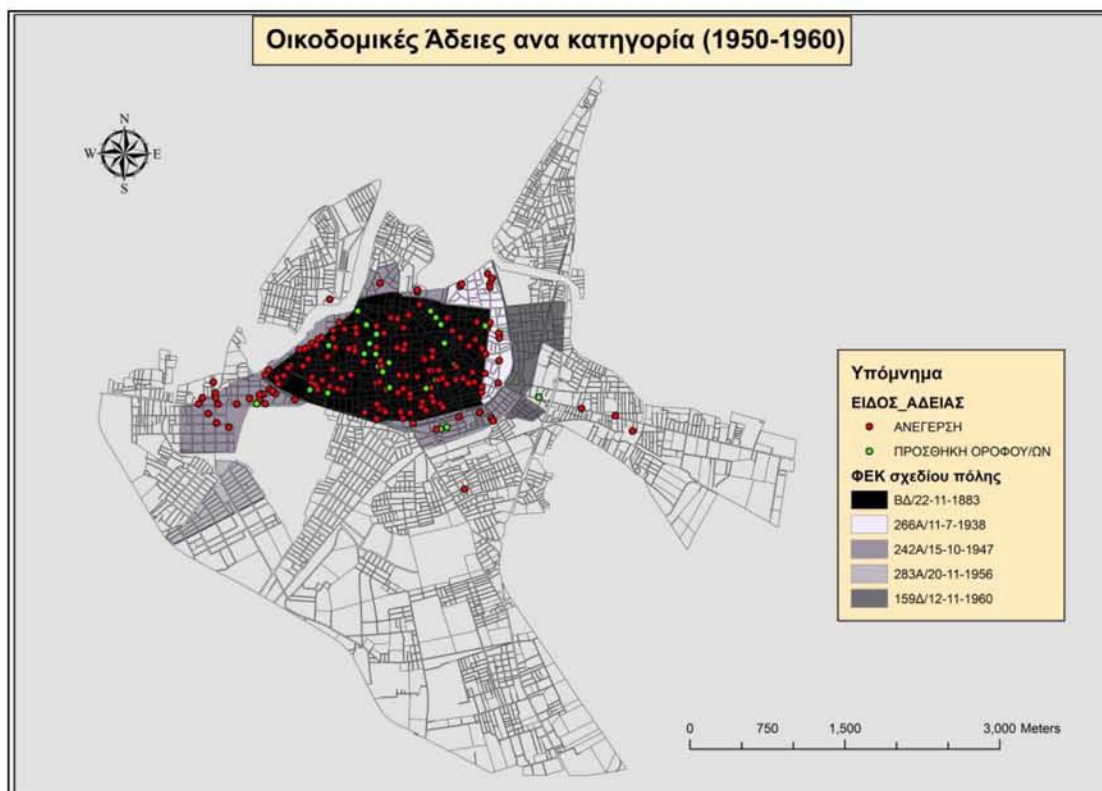 Οικοδομικές Άδειες ανα κατηγορία (1950-1960)
N
W E
S
Υπόμνημα
ΕΙΔΟΣ_ΑΔΕΙΑΣ
ΑΝΕΓΕΡΣΗ
ΠΡΟΣΘΗΚΗ ΟΡΟΦΟΥ/ΩΝ
ΦΕΚ σχεδίου πόλης
ΒΔ/22-11-1883
266Α/11-7-1938
242Α/15-10-1947
283Α/20-11-1956
159Δ/12-11-1960
0 750 1,500 3,000 Meters